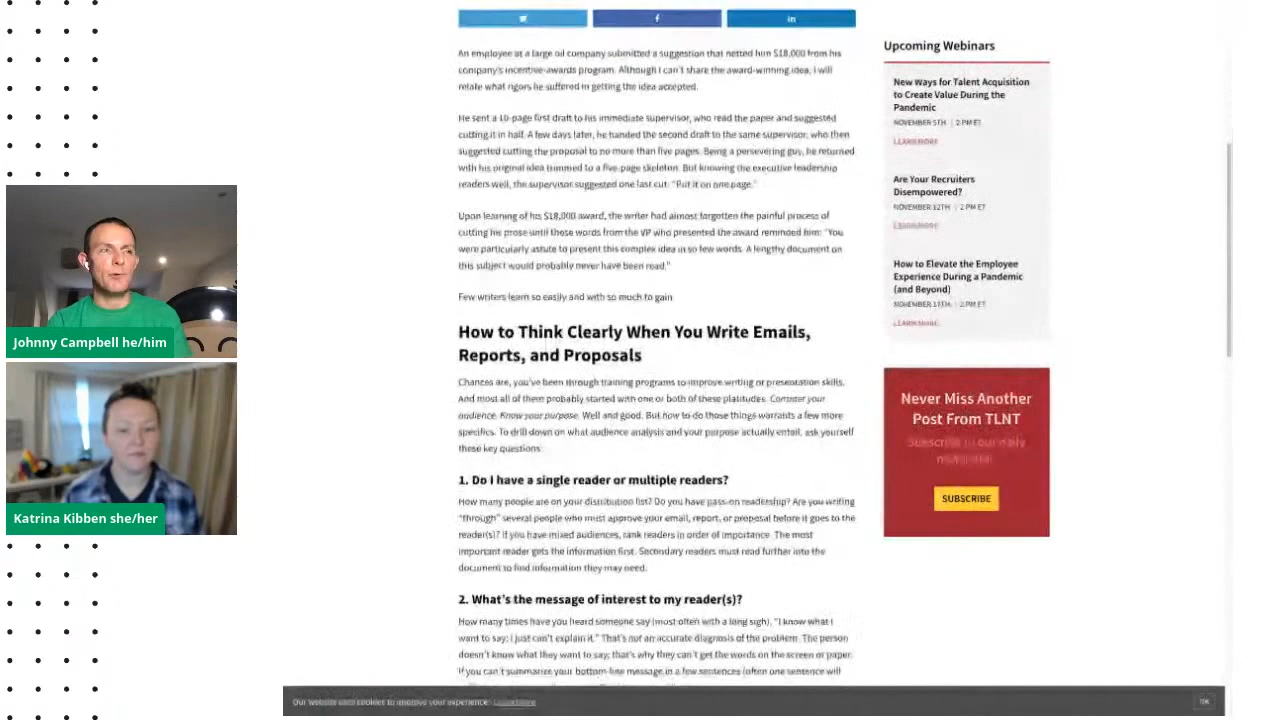 An employee at a large oil company submitted a suggestion that netted him $18,000 from his
company's incentive-awards program. Although I can't share the award-winning idea, I will
relate what rigors he suffered in getting the idea accepted.
He sent a 10-page first draft to his immediate supervisor, who read the paper and suggested
cutting it in half. A few days later, he handed the second draft to the same supervisor, who then
suggested cutting the proposal to no more than five pages. Being a persevering guy, he returned
with his original idea trimmed to a five-page skeleton. But knowing the executive leadership
readers well, the supervisor suggested one last cut: "Put it on one page."
Upon learning of his $18,000 award, the writer had almost forgotten the painful process of
cutting his prose until those words from the VP who presented the award reminded him: "You
were particularly astute to present this complex idea in so few words. A lengthy document on
this subject would probably never have been read."
Few writers learn so easily and with so much to gain
How to Think Clearly When You Write Emails,
Reports, and Proposals
Chances are, you've been through training programs to improve writing or presentation skills.
And most all of them probably started with one or both of these platitudes. Consider your
audience. Know your purpose. Well and good. But how to do those things warrants a few more
specifics. To drill down on what audience analysis and your purpose actually entail, ask yourself
these key questions:
1. Do I have a single reader or multiple readers?
How many people are on your distribution list? Do you have pass-on readership? Are you writing
"through" several people who must approve your email, report, or proposal before it goes to the
reader(s)? If you have mixed audiences, rank readers in order of importance. The most
important reader gets the information first. Secondary readers must read further into the
document to find information they may need.
2. What's the message of interest to my reader(s)?
How many times have you heard someone say (most often with a long sigh), "I know what I
want to say; I just can't explain it." That's not an accurate diagnosis of the problem. The person
doesn't know what they want to say; that's why they can't get the words on the screen or paper.
If you can't summarize your bottom-line message in a few sentences (often one sentence will
Upcoming Webinars
New Ways for Talent Acquisition
to Create Value During the
Pandemic
NOVEMBER 5TH | 2 PM ET
LEARN MORE
Are Your Recruiters
Disempowered?
NOVEMBER 12TH | 2 PM ET
LEARN MORE
How to Elevate the Employee
Experience During a Pandemic
(and Beyond)
NOVEMBER 17TH | 2 PM ET
LEARN MORE
Never Miss Another
Post From TLNT
Subscribe to our daily
newsletter
SUBSCRIBE
Johnny Campbell he/him
Katrina Kibben she/her
Our website uses cookies to improve your experience. Learn More
OK